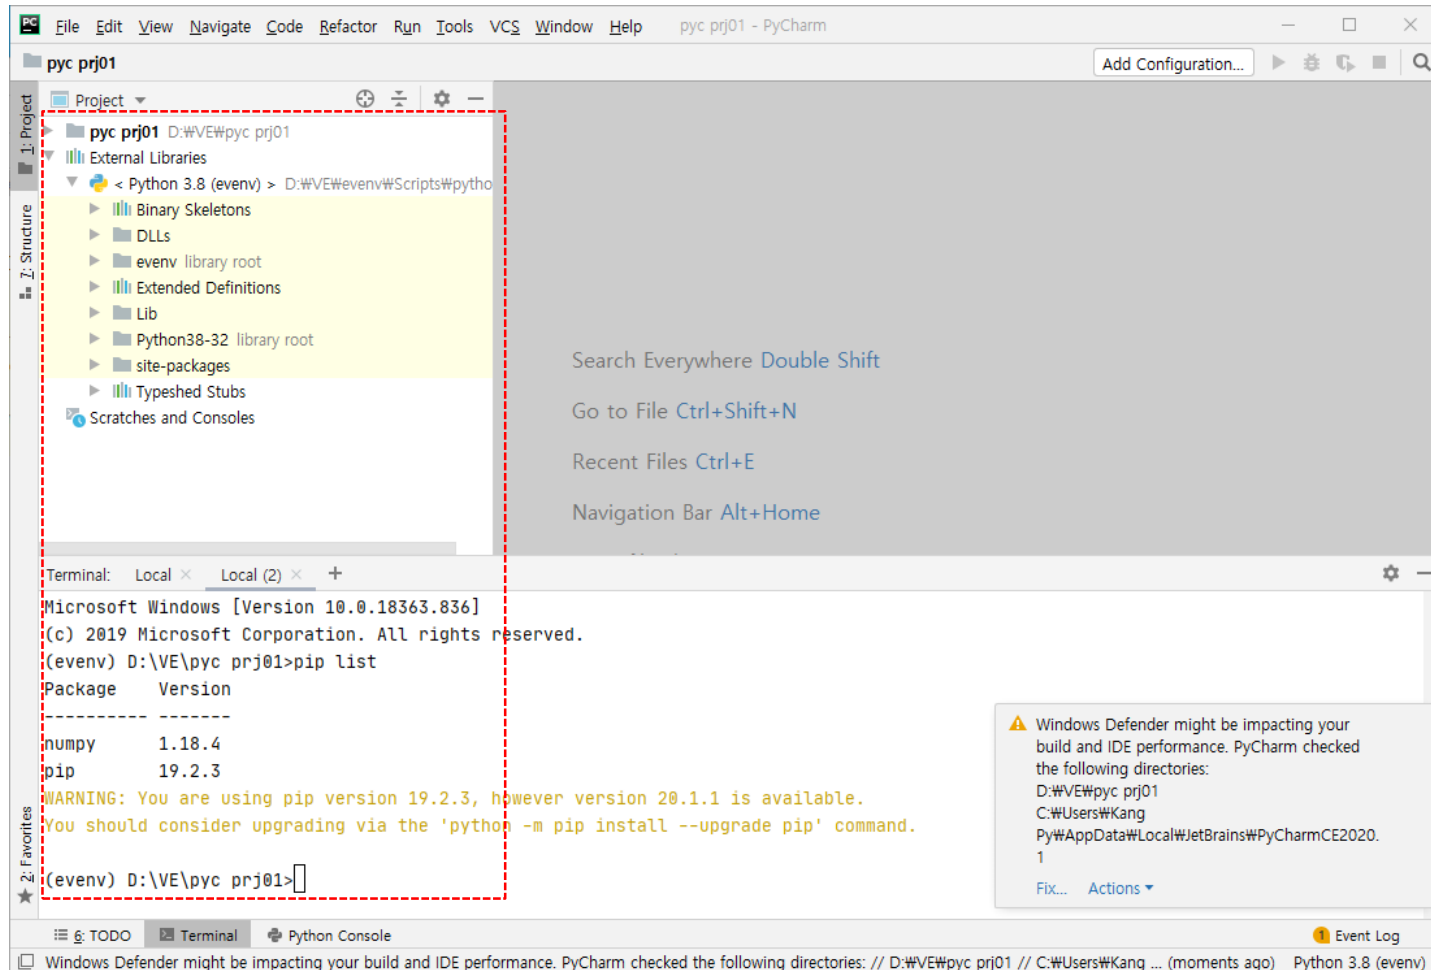 PC File Edit View Navigate Code Refactor Run Tools VCS Window Help pyc prj01 - PyCharm
pyc prj01 Add Configuration...
1: Project
7: Structure
2: Favorites
Project
pyc prj01 D:₩VE₩pyc prj01
External Libraries
< Python 3.8 (evenv) > D:₩VE₩evenv₩Scripts₩pytho
Binary Skeletons
DLLs
evenv library root
Extended Definitions
Lib
Python38-32 library root
site-packages
Typeshed Stubs
Scratches and Consoles
Search Everywhere Double Shift
Go to File Ctrl+Shift+N
Recent Files Ctrl+E
Navigation Bar Alt+Home
Terminal: Local × Local (2) × +
Microsoft Windows [Version 10.0.18363.836]
(c) 2019 Microsoft Corporation. All rights reserved.
(evenv) D:\VE\pyc prj01>pip list
Package Version
---------- -------
numpy 1.18.4
pip 19.2.3
WARNING: You are using pip version 19.2.3, however version 20.1.1 is available.
You should consider upgrading via the 'python -m pip install --upgrade pip' command.
(evenv) D:\VE\pyc prj01>
Windows Defender might be impacting your
build and IDE performance. PyCharm checked
the following directories:
D:₩VE₩pyc prj01
C:₩Users₩Kang
Py₩AppData₩Local₩JetBrains₩PyCharmCE2020.
1
Fix... Actions
6: TODO Terminal Python Console 1 Event Log
Windows Defender might be impacting your build and IDE performance. PyCharm checked the following directories: // D:₩VE₩pyc prj01 // C:₩Users₩Kang ... (moments ago) Python 3.8 (evenv)